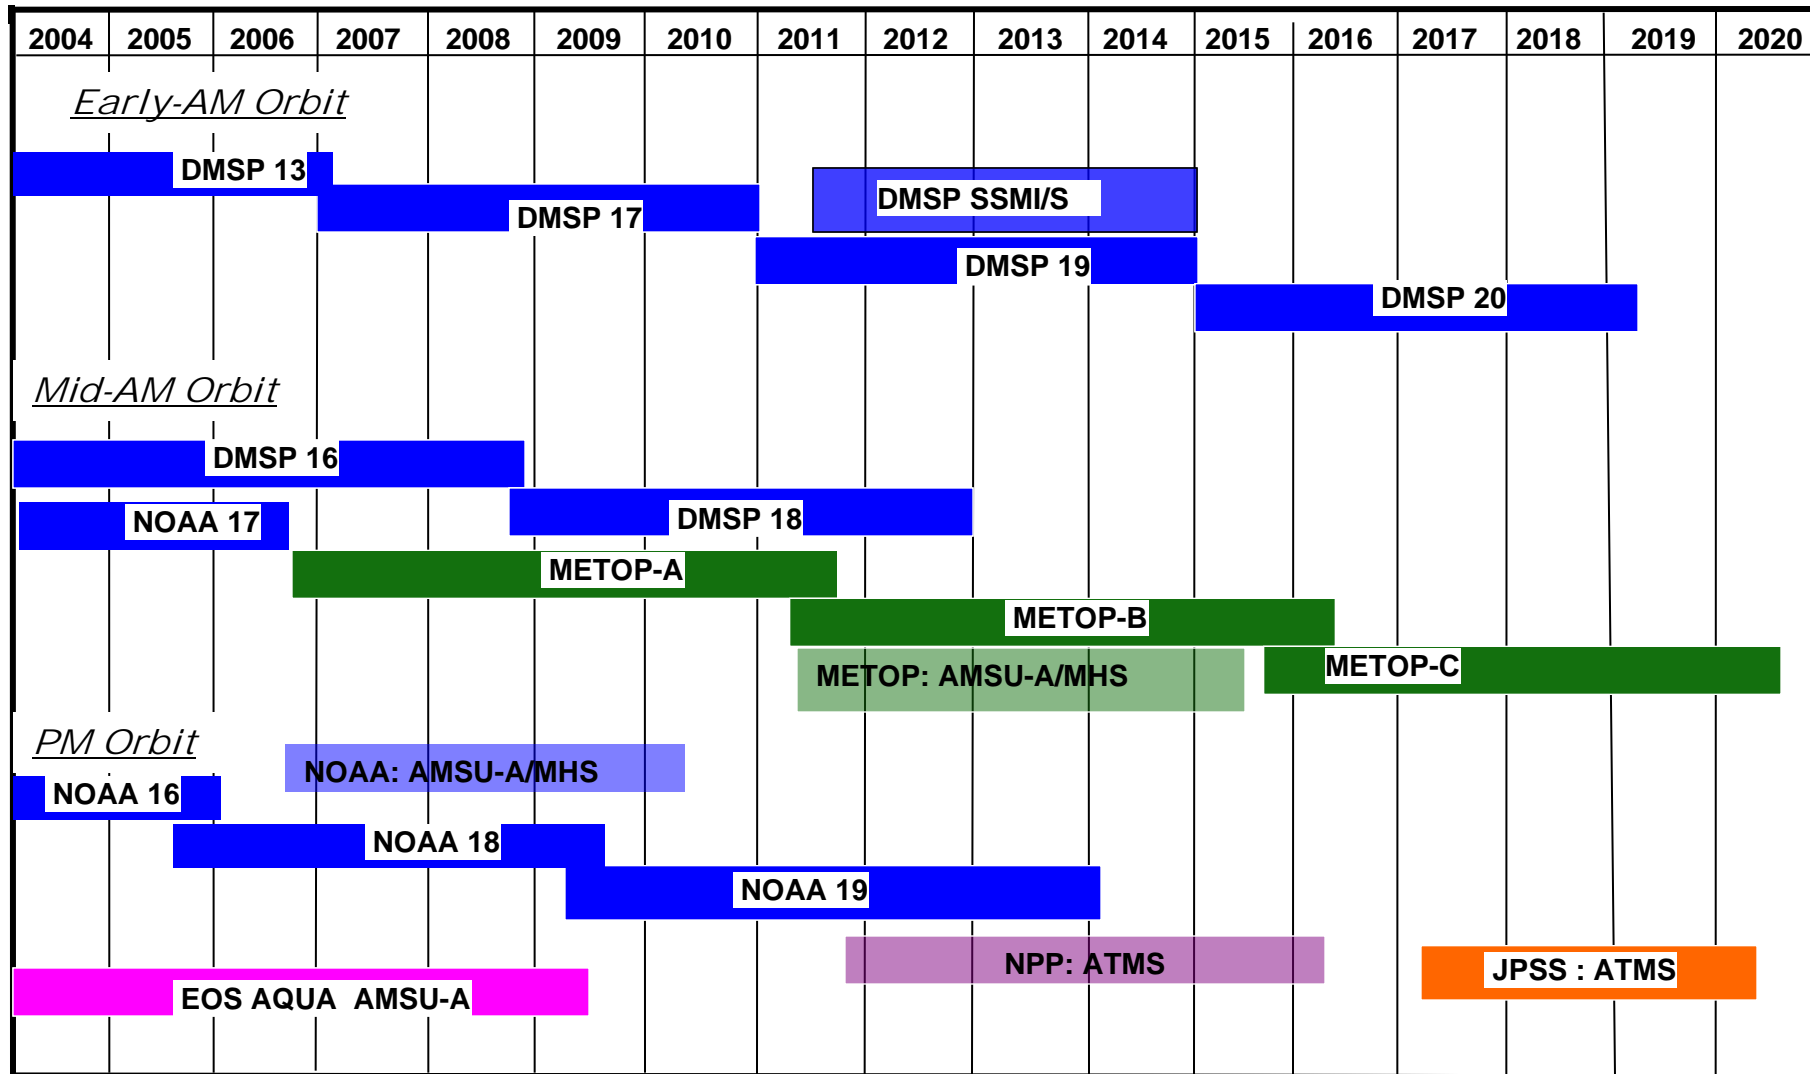 2004 2005 2006 2007 2008 2009 2010 2011 2012 2013 2014 2015 2016 2017 2018 2019 2020
Early-AM Orbit
DMSP 13
DMSP SSMI/S
DMSP 17
DMSP 19
DMSP 20
Mid-AM Orbit
DMSP 16
NOAA 17
DMSP 18
METOP-A
METOP-B
METOP-C
METOP: AMSU-A/MHS
PM Orbit
NOAA: AMSU-A/MHS
NOAA 16
NOAA 18
NOAA 19
NPP: ATMS
JPSS : ATMS
EOS AQUA  AMSU-A